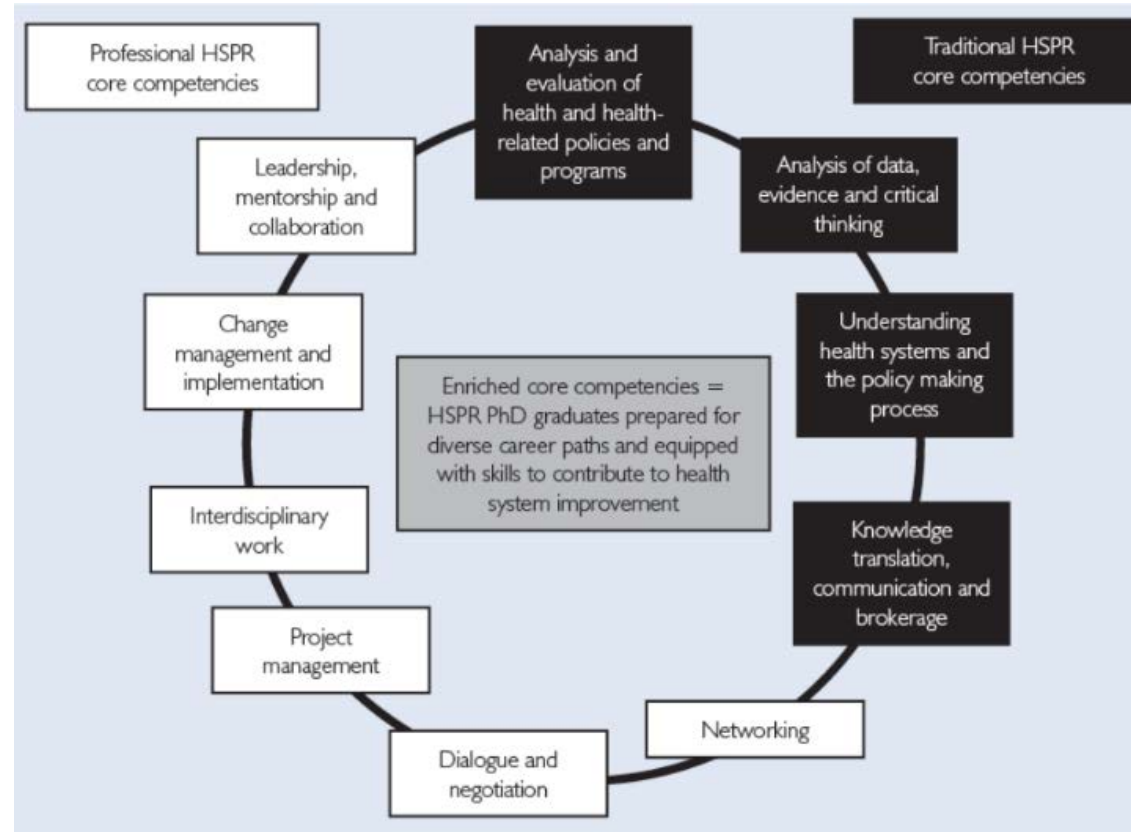 Professional HSPR
core competencies
Analysis and
evaluation of
health and health-
related policies and
programs
Traditional HSPR
core competencies
Leadership,
mentorship and
collaboration
Analysis of data,
evidence and critical
thinking
Change
management and
implementation
Understanding
health systems and
the policy making
process
Enriched core competencies =
HSPR PhD graduates prepared for
diverse career paths and equipped
with skills to contribute to health
system improvement
Interdisciplinary
work
Knowledge
translation,
communication and
brokerage
Project
management
Networking
Dialogue and
negotiation